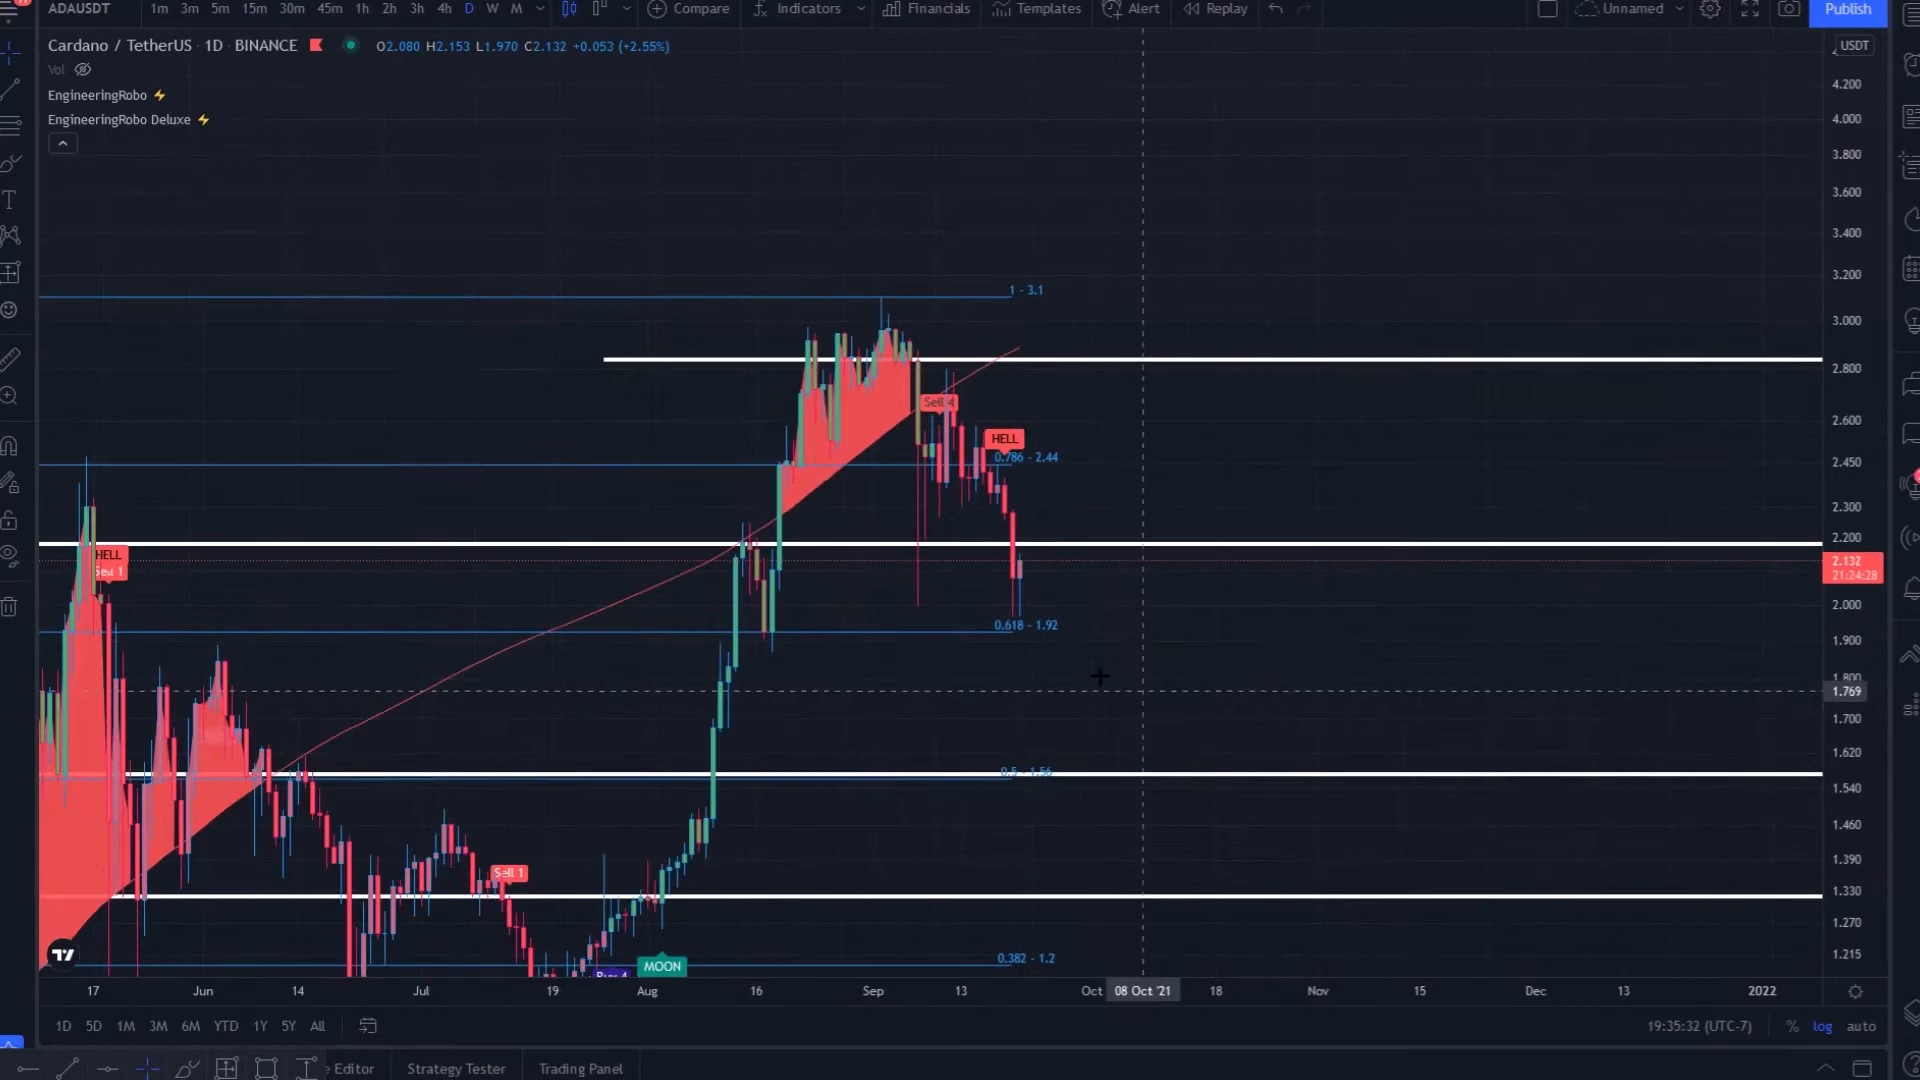 ADAUSDT 1m 3m 5m 15m 30m 45m 1h 2h 3h 4h D W M Compare Indicators Financials Templates Alert Replay Unnamed Publish
Cardano / TetherUS · 1D · BINANCE O2.080 H2.153 L1.970 C2.132 +0.053 (+2.55%) USDT
Vol
EngineeringRobo
EngineeringRobo Deluxe
4.200
4.000
3.800
3.600
3.400
3.200
1 - 3.1
3.000
2.800
Sell 4
2.600
HELL
0.786 - 2.44
2.450
2.300
2.200
HELL
Sell 1
2.132
21:24:28
2.000
0.618 - 1.92
1.900
1.800
1.769
1.700
1.620
0.5 - 1.56
1.540
1.460
Sell 1
1.390
1.330
1.270
0.382 - 1.2
1.215
MOON
17 Jun 14 Jul 19 Aug 16 Sep 13 Oct 08 Oct '21 18 Nov 15 Dec 13 2022
1D 5D 1M 3M 6M YTD 1Y 5Y All 19:35:32 (UTC-7) % log auto
Editor Strategy Tester Trading Panel